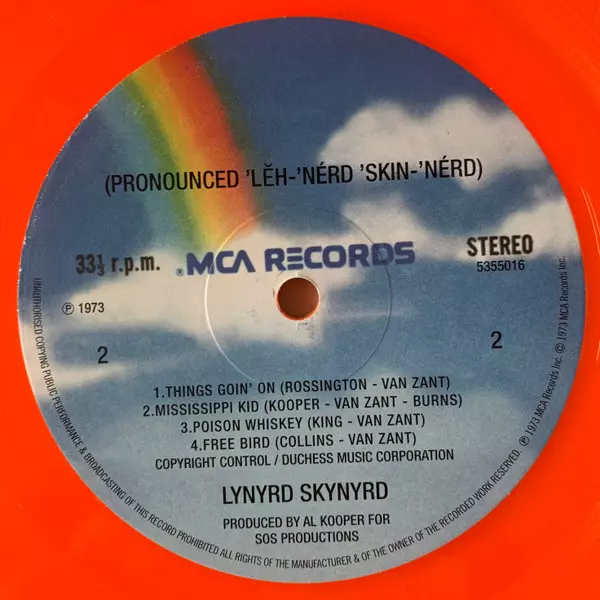 (PRONOUNCED 'LĔH-'NÉRD 'SKIN-'NÉRD)
33⅓ r.p.m.
MCA RECORDS
STEREO
5355016
℗ 1973
2
2
1.THINGS GOIN' ON (ROSSINGTON - VAN ZANT)
2.MISSISSIPPI KID (KOOPER - VAN ZANT - BURNS)
3.POISON WHISKEY (KING - VAN ZANT)
4.FREE BIRD (COLLINS - VAN ZANT)
COPYRIGHT CONTROL / DUCHESS MUSIC CORPORATION
LYNYRD SKYNYRD
PRODUCED BY AL KOOPER FOR
SOS PRODUCTIONS
UNAUTHORISED COPYING PUBLIC PERFORMANCE & BROADCASTING OF THIS RECORD PROHIBITED ALL RIGHTS OF THE MANUFACTURER & OF THE OWNER OF THE RECORDED WORK RESERVED. ℗ 1973 MCA Records Inc. © 1973 MCA Records Inc.